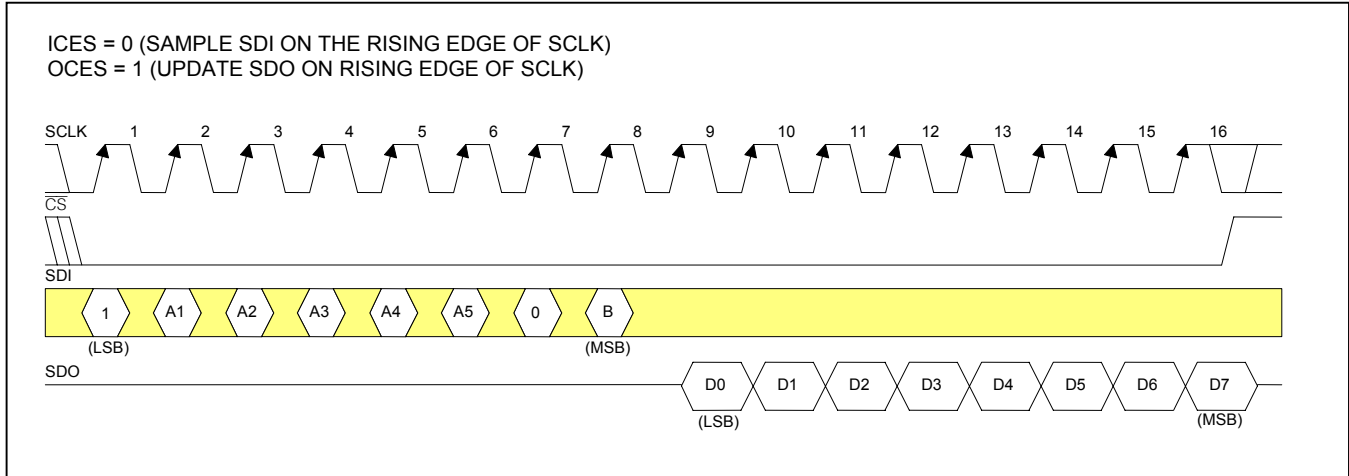 ICES = 0 (SAMPLE SDI ON THE RISING EDGE OF SCLK)
OCES = 1 (UPDATE SDO ON RISING EDGE OF SCLK)
SCLK 1 2 3 4 5 6 7 8 9 10 11 12 13 14 15 16
CS
SDI
1 A1 A2 A3 A4 A5 0 B
(LSB) (MSB)
SDO
D0 D1 D2 D3 D4 D5 D6 D7
(LSB) (MSB)